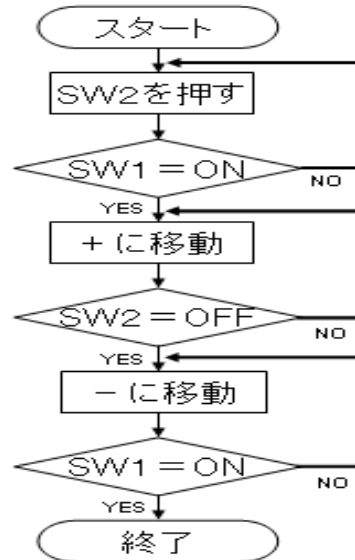 スタート
SW2を押す
SW1=ON
NO
YES
+に移動
SW2=OFF
NO
YES
-に移動
SW1=ON
NO
YES
終了